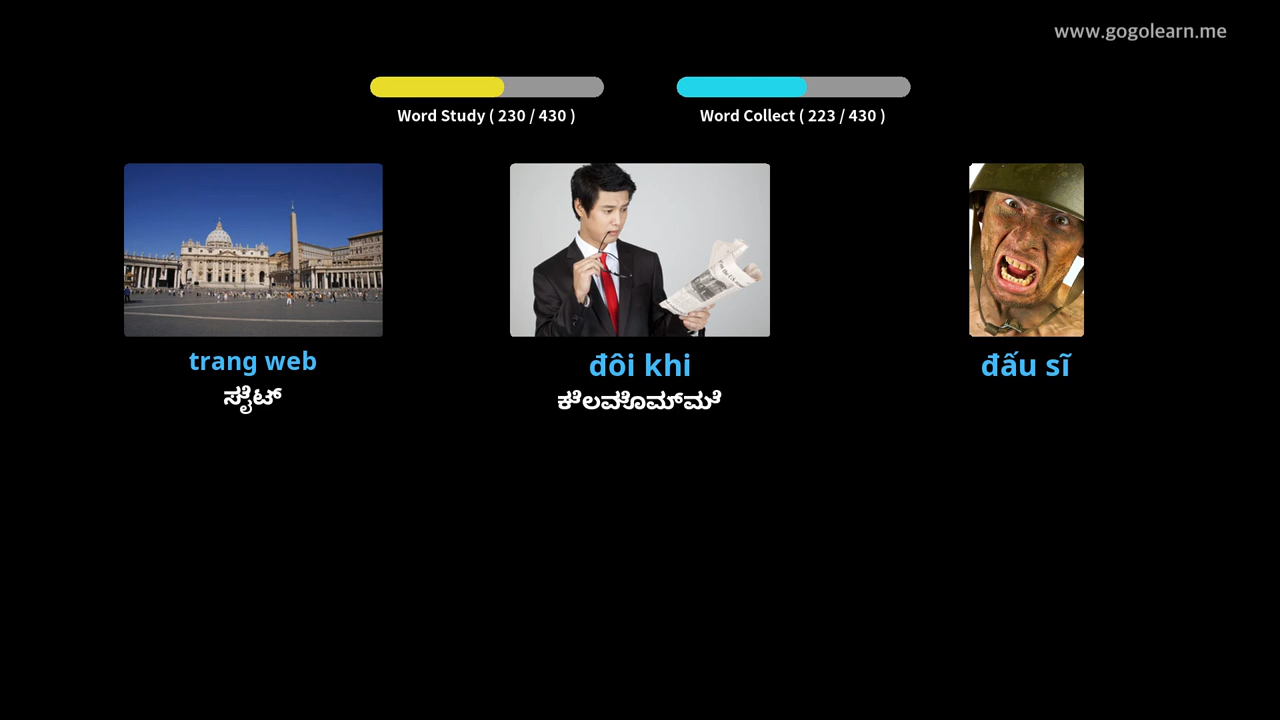 www.gogolearn.me
Word Study ( 230 / 430 )
Word Collect ( 223 / 430 )
trang web
ಸೈಟ್
đôi khi
ಕೆಲವೊಮ್ಮೆ
đấu sĩ